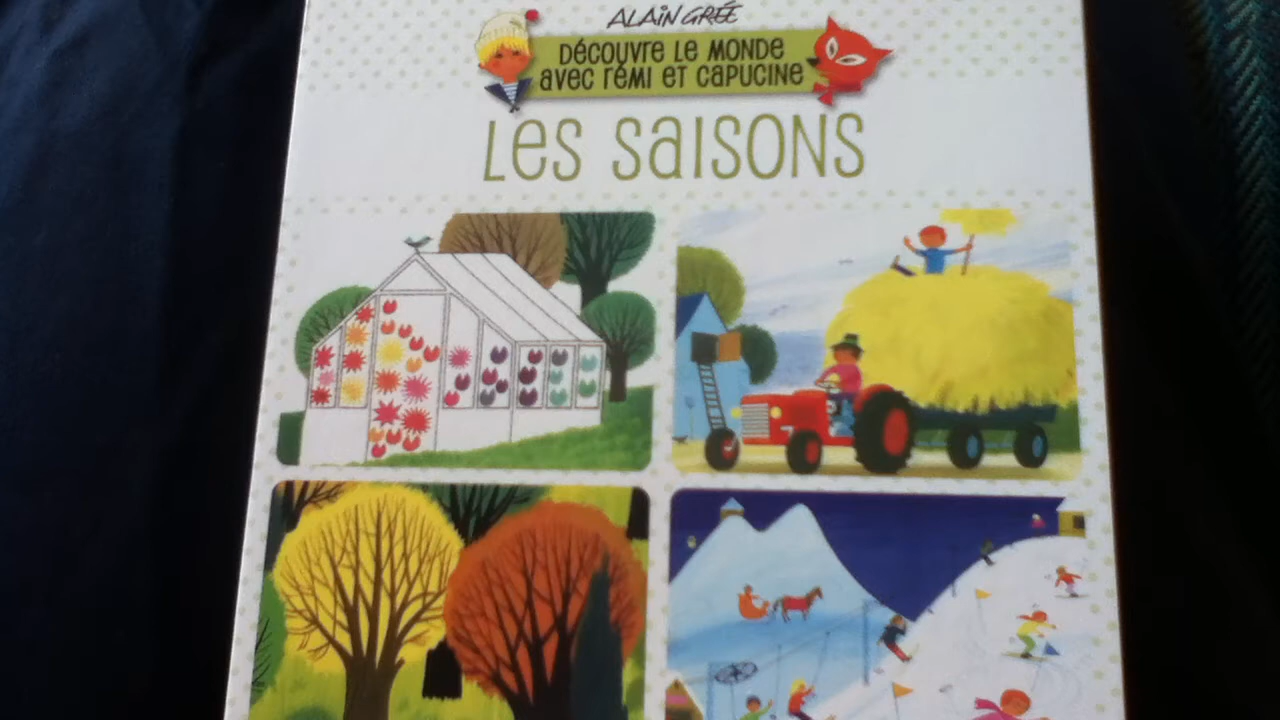 ALAIN GRÉE
DÉCOUVRE LE MONDE
AVEC RÉMI ET CAPUCINE
LES SAISONS